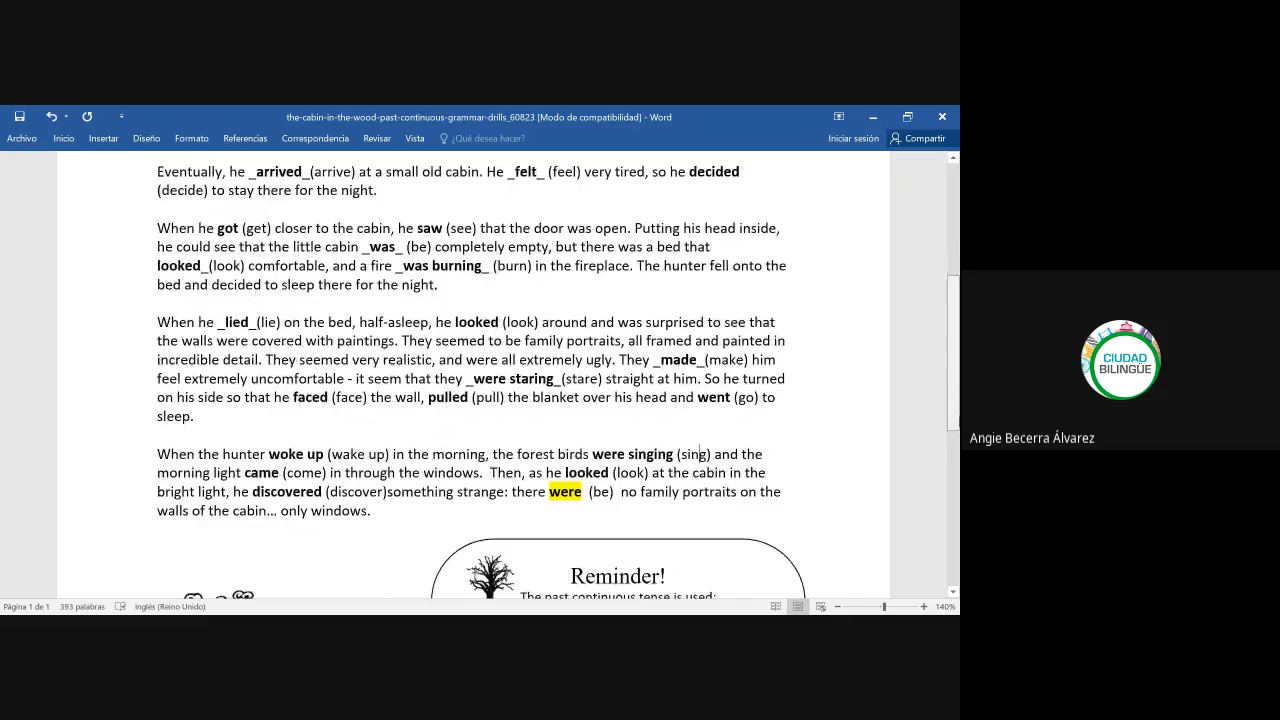 the-cabin-in-the-wood-past-continuous-grammar-drills_60823 [Modo de compatibilidad] - Word
Archivo Inicio Insertar Diseño Formato Referencias Correspondencia Revisar Vista ¿Qué desea hacer? Iniciar sesión Compartir
Eventually, he _arrived_(arrive) at a small old cabin. He _felt_ (feel) very tired, so he decided
(decide) to stay there for the night.
When he got (get) closer to the cabin, he saw (see) that the door was open. Putting his head inside,
he could see that the little cabin _was_ (be) completely empty, but there was a bed that
looked_(look) comfortable, and a fire _was burning_ (burn) in the fireplace. The hunter fell onto the
bed and decided to sleep there for the night.
When he _lied_(lie) on the bed, half-asleep, he looked (look) around and was surprised to see that
the walls were covered with paintings. They seemed to be family portraits, all framed and painted in
incredible detail. They seemed very realistic, and were all extremely ugly. They _made_(make) him
feel extremely uncomfortable - it seem that they _were staring_(stare) straight at him. So he turned
on his side so that he faced (face) the wall, pulled (pull) the blanket over his head and went (go) to
sleep.
When the hunter woke up (wake up) in the morning, the forest birds were singing (sing) and the
morning light came (come) in through the windows.  Then, as he looked (look) at the cabin in the
bright light, he discovered (discover)something strange: there were  (be)  no family portraits on the
walls of the cabin… only windows.
Reminder!
The past continuous tense is used:
Página 1 de 1 393 palabras Inglés (Reino Unido) 140%
CIUDAD
BILINGÜE
Angie Becerra Álvarez